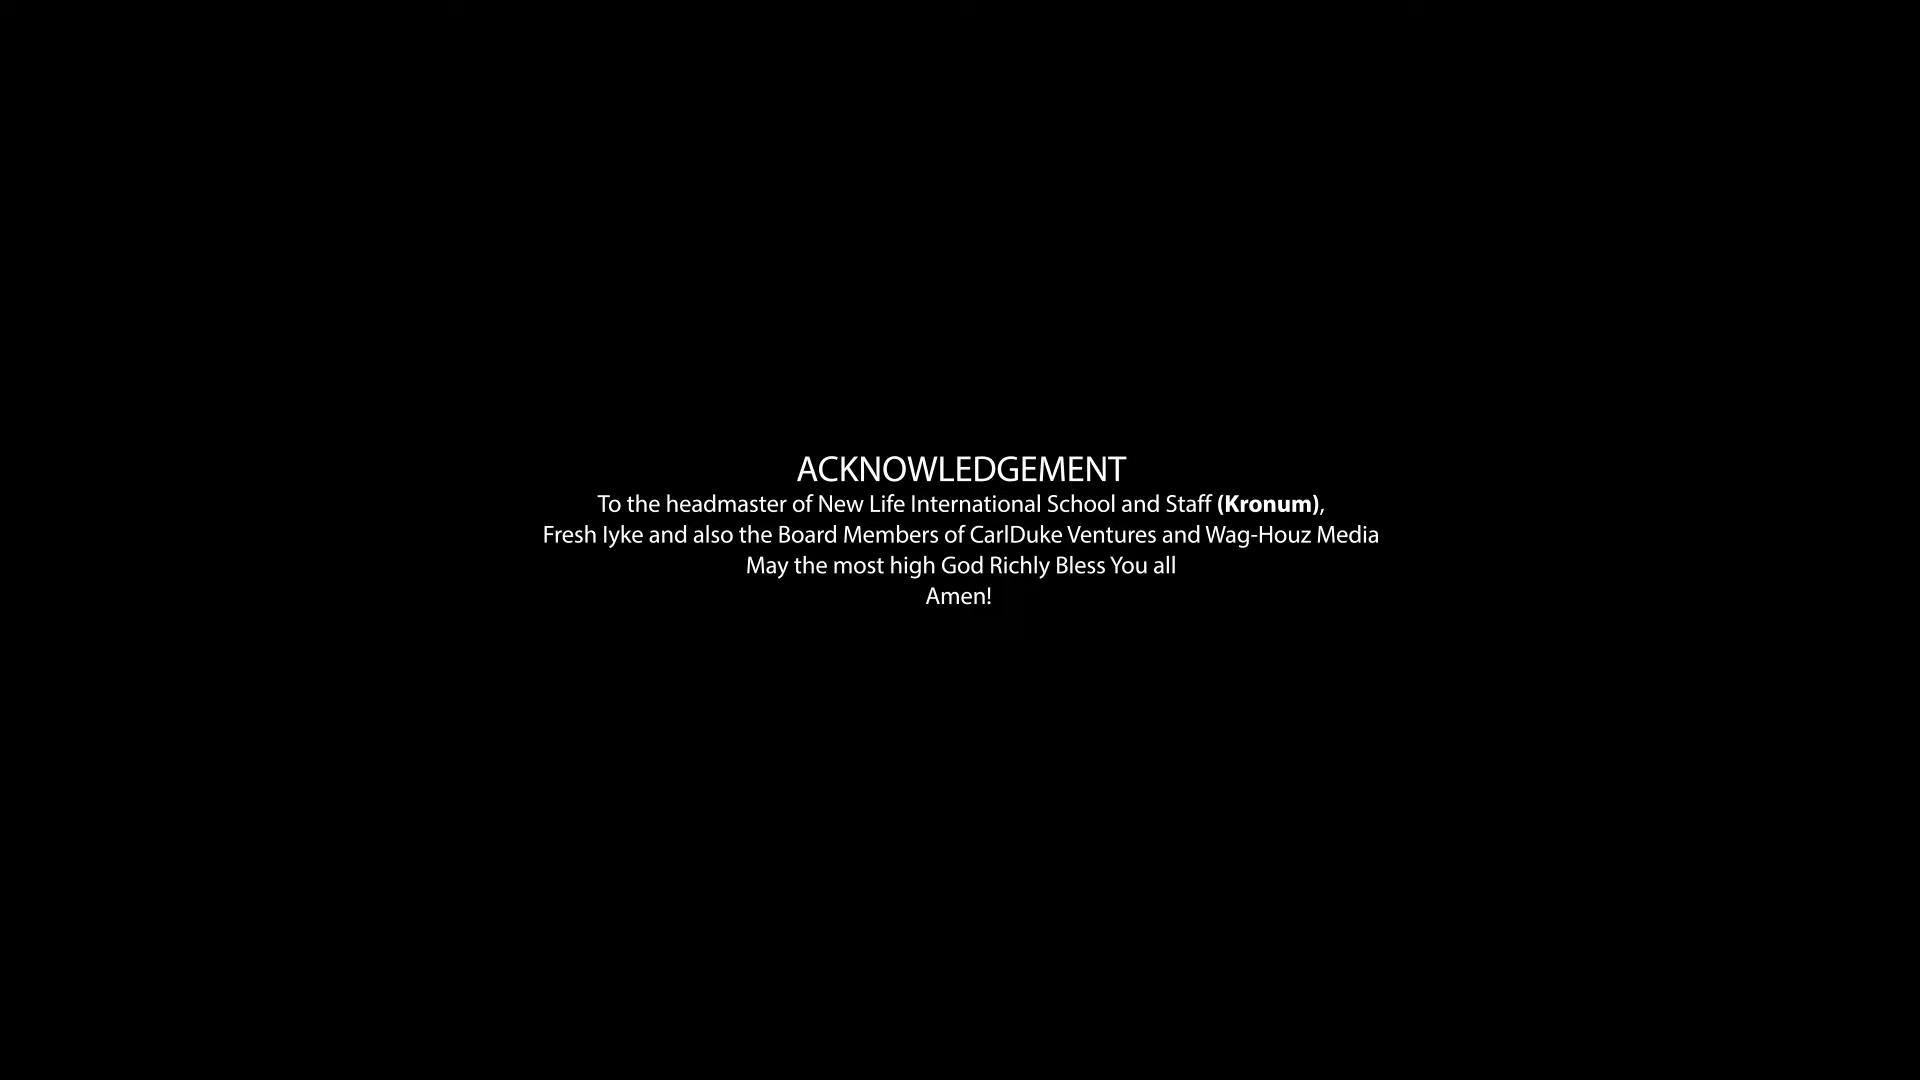 ACKNOWLEDGEMENT
To the headmaster of New Life International School and Staff (Kronum),
Fresh Iyke and also the Board Members of CarlDuke Ventures and Wag-Houz Media
May the most high God Richly Bless You all
Amen!